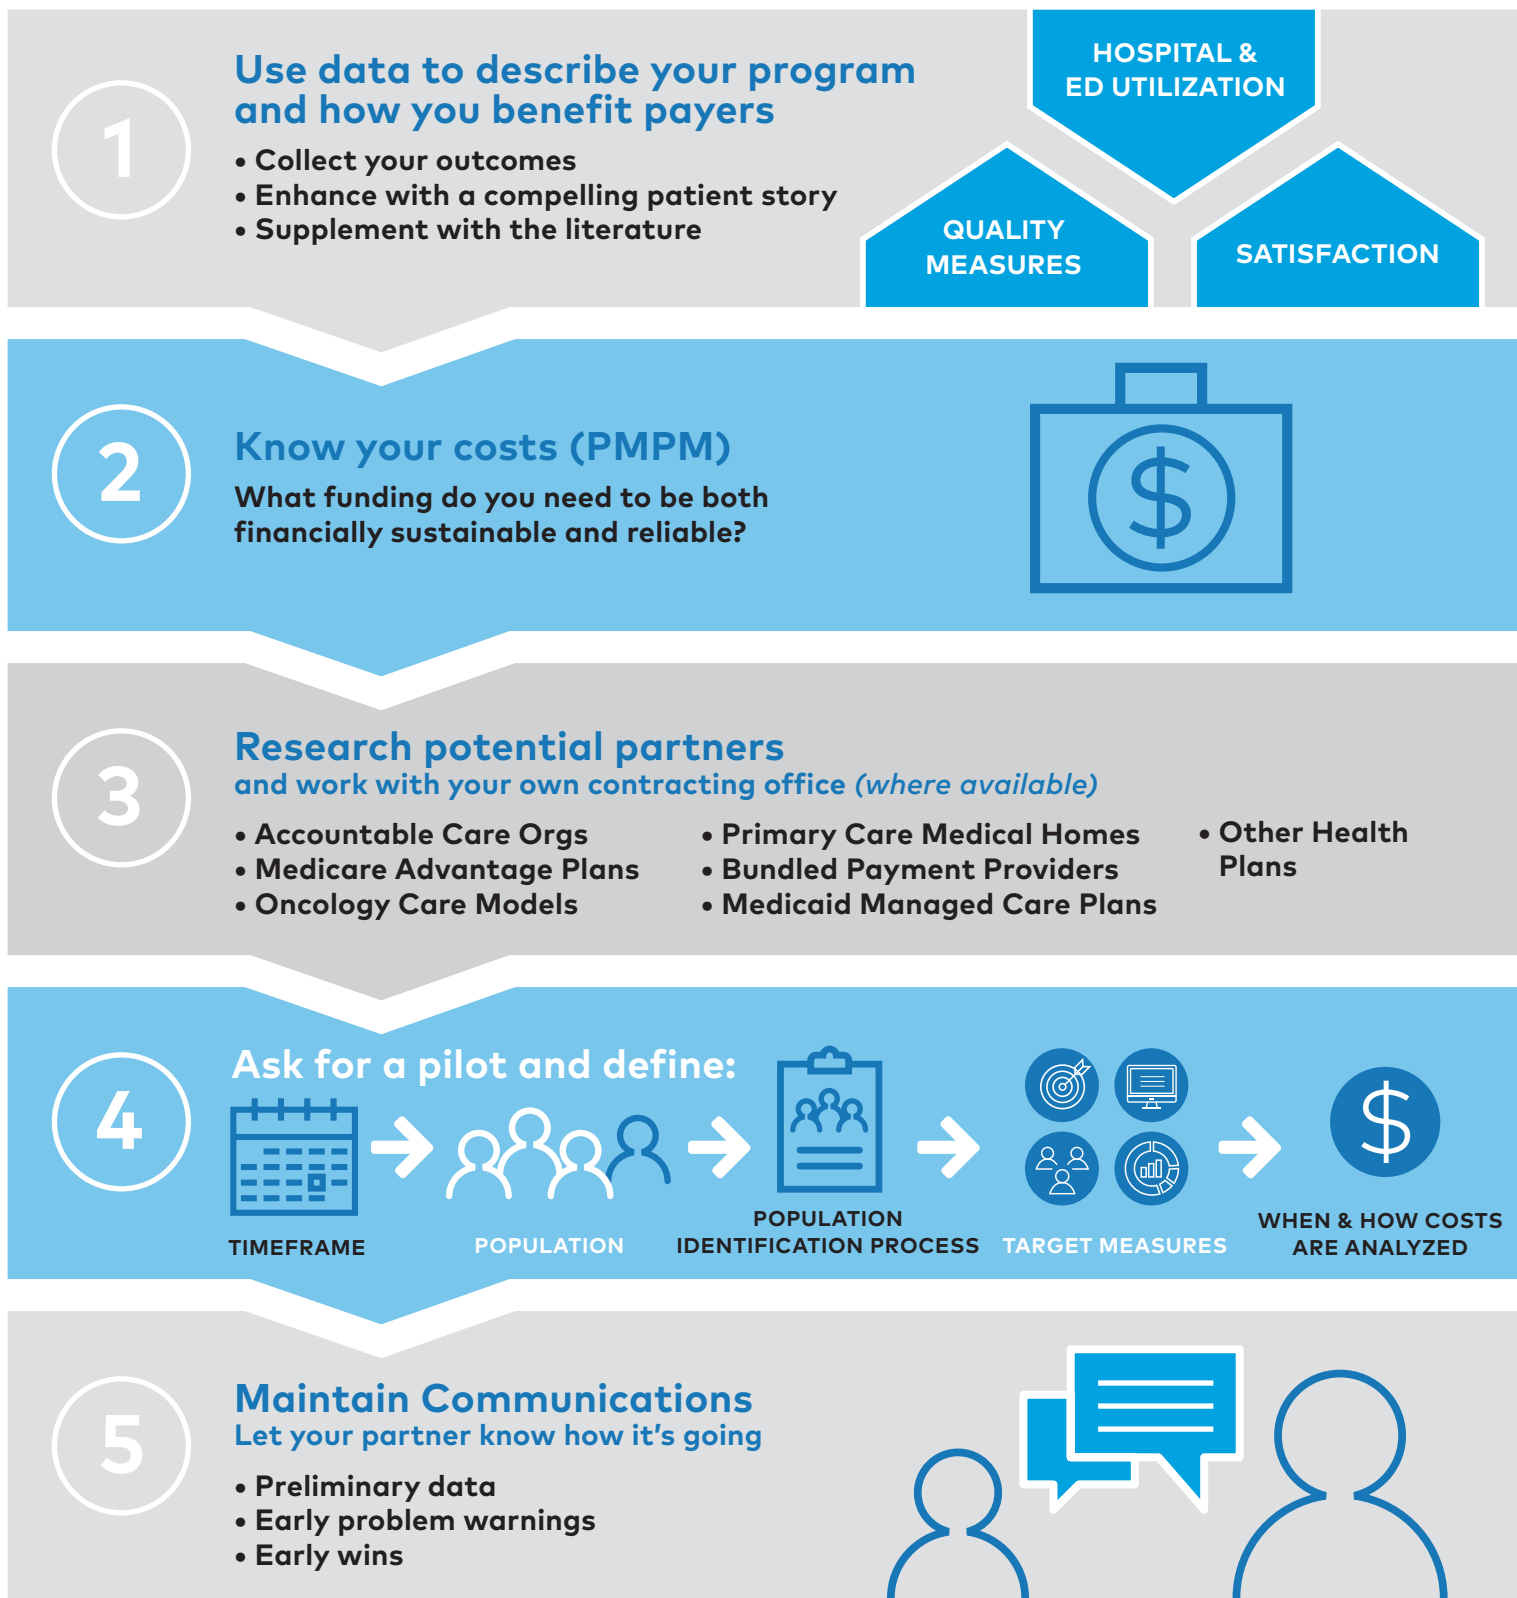 1
Use data to describe your program
and how you benefit payers
• Collect your outcomes
• Enhance with a compelling patient story
• Supplement with the literature
HOSPITAL &
ED UTILIZATION
QUALITY
MEASURES
SATISFACTION
2
Know your costs (PMPM)
What funding do you need to be both
financially sustainable and reliable?
$
3
Research potential partners
and work with your own contracting office (where available)
• Accountable Care Orgs
• Medicare Advantage Plans
• Oncology Care Models
• Primary Care Medical Homes
• Bundled Payment Providers
• Medicaid Managed Care Plans
• Other Health
Plans
4
Ask for a pilot and define:
TIMEFRAME
POPULATION
POPULATION
IDENTIFICATION PROCESS
TARGET MEASURES
$
WHEN & HOW COSTS
ARE ANALYZED
5
Maintain Communications
Let your partner know how it's going
• Preliminary data
• Early problem warnings
• Early wins